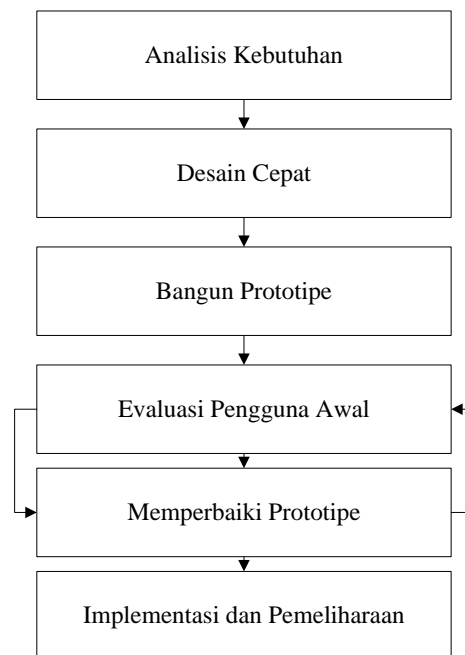 Analisis Kebutuhan
Desain Cepat
Bangun Prototipe
Evaluasi Pengguna Awal
Memperbaiki Prototipe
Implementasi dan Pemeliharaan